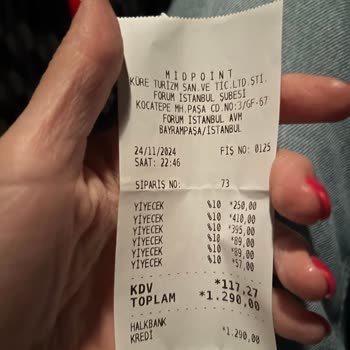 MIDPOINT
KÜRE TURİZM SAN.VE TİC.LTD.ŞTİ.
FORUM İSTANBUL ŞUBESİ
KOCATEPE MH.PAŞA CD.NO:3/GF-67
FORUM İSTANBUL AVM
BAYRAMPAŞA/İSTANBUL
24/11/2024 FİŞ NO: 0125
SAAT: 22:46
SİPARİŞ NO: 73
YİYECEK %10 *250,00
YİYECEK %10 *410,00
YİYECEK %10 *395,00
YİYECEK %10 *89,00
YİYECEK %10 *89,00
YİYECEK %10 *57,00
KDV *117,27
TOPLAM *1.290,00
HALKBANK
KREDİ *1.290,00